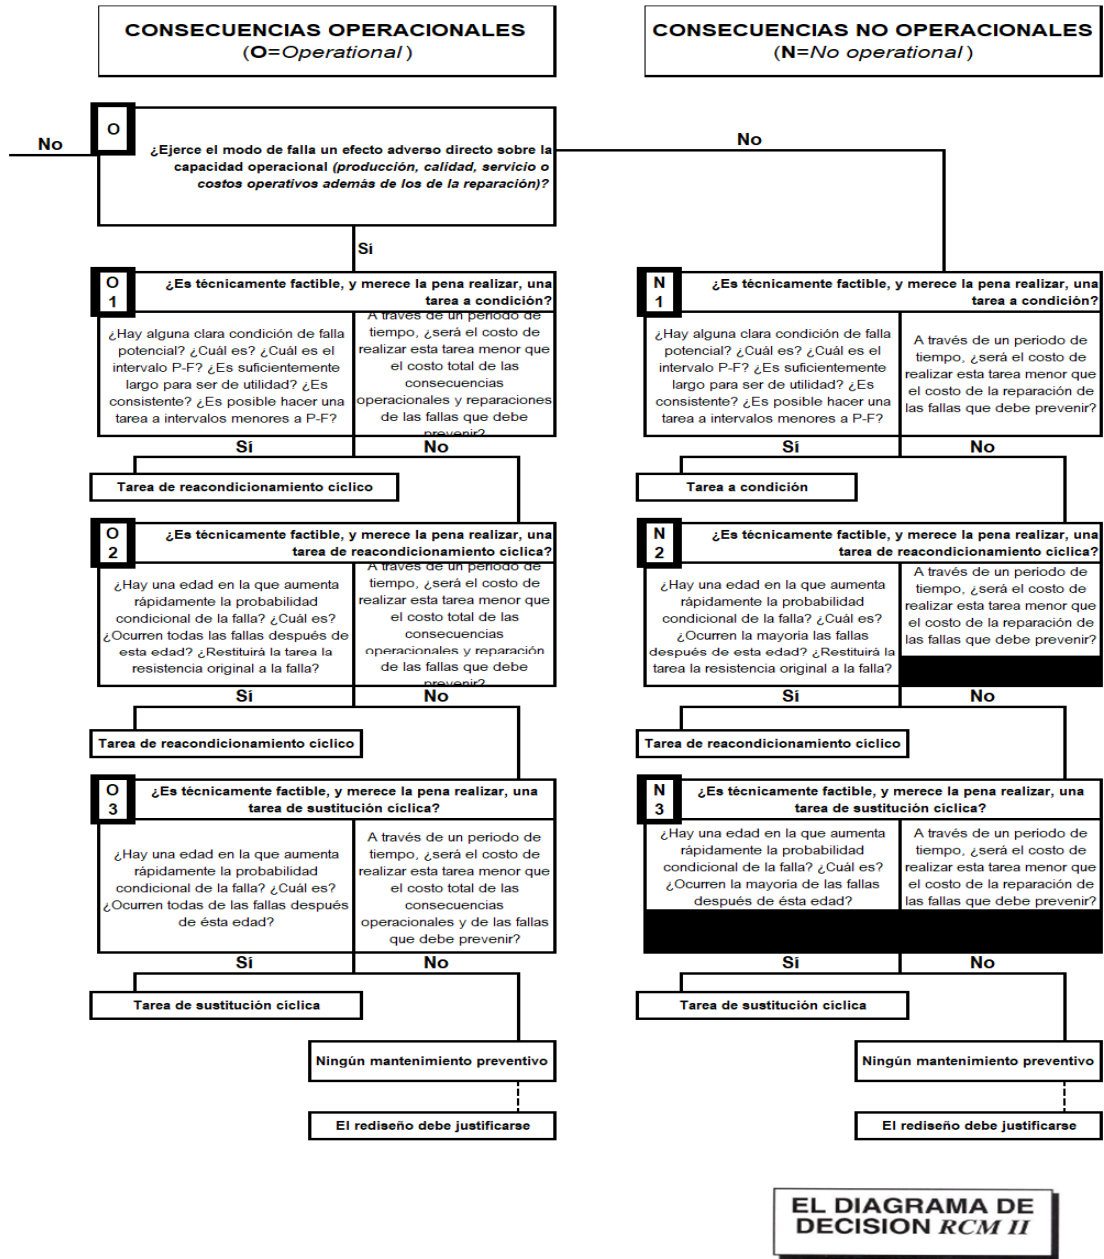 CONSECUENCIAS OPERACIONALES
(O=Operational)
CONSECUENCIAS NO OPERACIONALES
(N=No operational)
No
O
¿Ejerce el modo de falla un efecto adverso directo sobre la
capacidad operacional (producción, calidad, servicio o
costos operativos además de los de la reparación)?
No
Sí
O
1
¿Es técnicamente factible, y merece la pena realizar, una
tarea a condición?
¿Hay alguna clara condición de falla
potencial? ¿Cuál es? ¿Cuál es el
intervalo P-F? ¿Es suficientemente
largo para ser de utilidad? ¿Es
consistente? ¿Es posible hacer una
tarea a intervalos menores a P-F?
A través de un periodo de
tiempo, ¿será el costo de
realizar esta tarea menor que
el costo total de las
consecuencias
operacionales y reparaciones
de las fallas que debe
prevenir?
Sí
No
Tarea de reacondicionamiento cíclico
N
1
¿Es técnicamente factible, y merece la pena realizar, una
tarea a condición?
¿Hay alguna clara condición de falla
potencial? ¿Cuál es? ¿Cuál es el
intervalo P-F? ¿Es suficientemente
largo para ser de utilidad? ¿Es
consistente? ¿Es posible hacer una
tarea a intervalos menores a P-F?
A través de un periodo de
tiempo, ¿será el costo de
realizar esta tarea menor que
el costo de la reparación de
las fallas que debe prevenir?
Sí
No
Tarea a condición
O
2
¿Es técnicamente factible, y merece la pena realizar, una
tarea de reacondicionamiento cíclica?
¿Hay una edad en la que aumenta
rápidamente la probabilidad
condicional de la falla? ¿Cuál es?
¿Ocurren todas las fallas después de
esta edad? ¿Restituirá la tarea la
resistencia original a la falla?
A través de un periodo de
tiempo, ¿será el costo de
realizar esta tarea menor que
el costo total de las
consecuencias
operacionales y reparación
de las fallas que debe
prevenir?
Sí
No
Tarea de reacondicionamiento cíclico
N
2
¿Es técnicamente factible, y merece la pena realizar, una
tarea de reacondicionamiento cíclica?
¿Hay una edad en la que aumenta
rápidamente la probabilidad
condicional de la falla? ¿Cuál es?
¿Ocurren la mayoría las fallas
después de esta edad? ¿Restituirá la
tarea la resistencia original a la falla?
A través de un periodo de
tiempo, ¿será el costo de
realizar esta tarea menor que
el costo de la reparación de
las fallas que debe prevenir?
Sí
No
Tarea de reacondicionamiento cíclico
O
3
¿Es técnicamente factible, y merece la pena realizar, una
tarea de sustitución cíclica?
¿Hay una edad en la que aumenta
rápidamente la probabilidad
condicional de la falla? ¿Cuál es?
¿Ocurren todas de las fallas después
de ésta edad?
A través de un periodo de
tiempo, ¿será el costo de
realizar esta tarea menor que
el costo total de las
consecuencias
operacionales y de las fallas
que debe prevenir?
Sí
No
Tarea de sustitución cíclica
Ningún mantenimiento preventivo
El rediseño debe justificarse
N
3
¿Es técnicamente factible, y merece la pena realizar, una
tarea de sustitución cíclica?
¿Hay una edad en la que aumenta
rápidamente la probabilidad
condicional de la falla? ¿Cuál es?
¿Ocurren la mayoría de las fallas
después de ésta edad?
A través de un periodo de
tiempo, ¿será el costo de
realizar esta tarea menor que
el costo de la reparación de
las fallas que debe prevenir?
Sí
No
Tarea de sustitución cíclica
Ningún mantenimiento preventivo
El rediseño debe justificarse
EL DIAGRAMA DE
DECISION RCM II